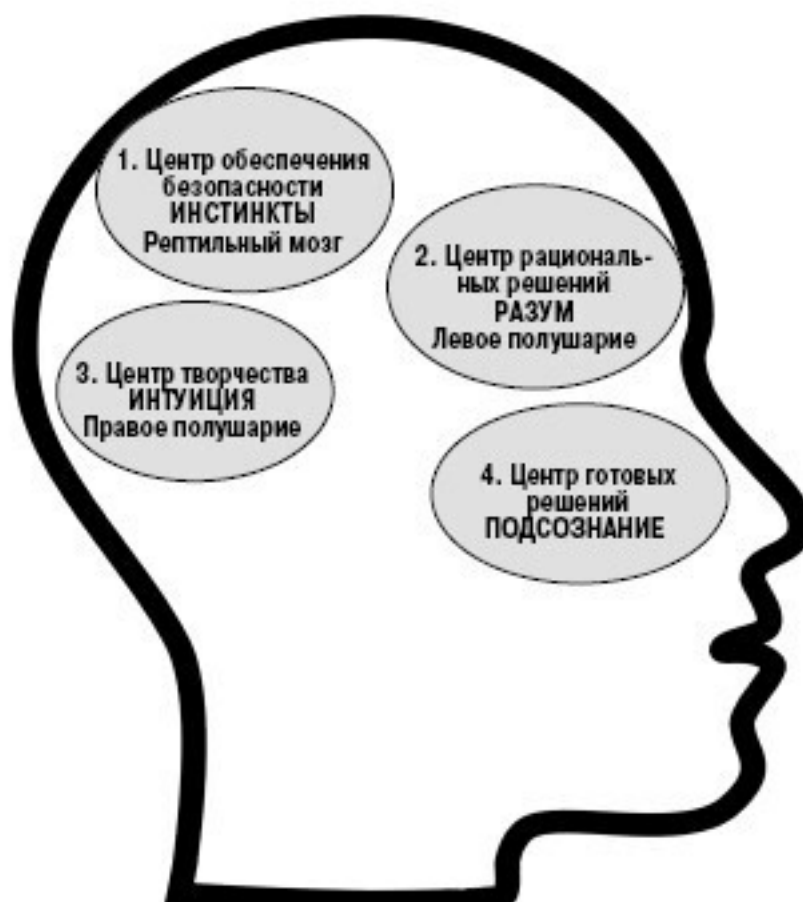 1. Центр обеспечения
безопасности
ИНСТИНКТЫ
Рептильный мозг
2. Центр рациональ-
ных решений
РАЗУМ
Левое полушарие
3. Центр творчества
ИНТУИЦИЯ
Правое полушарие
4. Центр готовых
решений
ПОДСОЗНАНИЕ